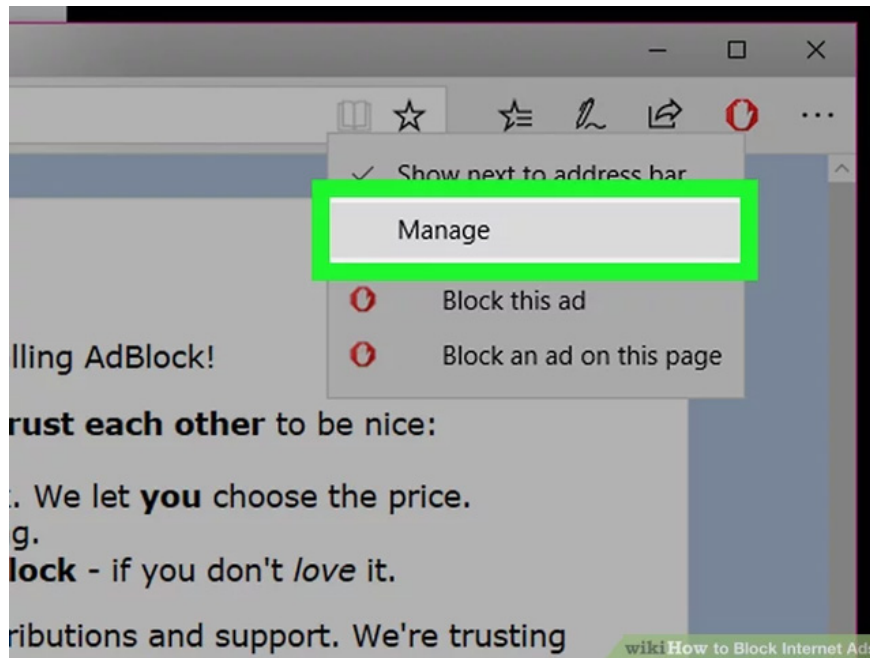 Show next to address bar
Manage
Block this ad
Block an ad on this page
lling AdBlock!
rust each other to be nice:
. We let you choose the price.
g.
lock - if you don't love it.
ributions and support. We're trusting
wikiHow to Block Internet Ads